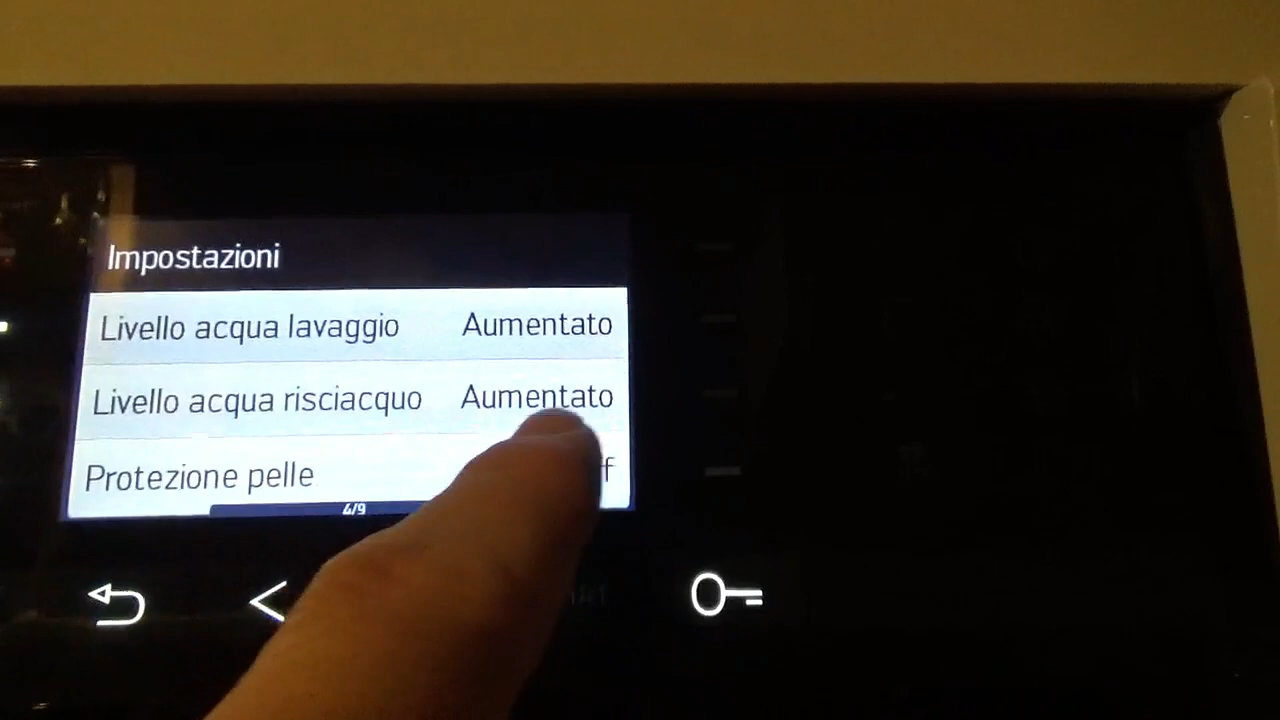 Impostazioni
Livello acqua lavaggio Aumentato
Livello acqua risciacquo Aumentato
Protezione pelle
4/9